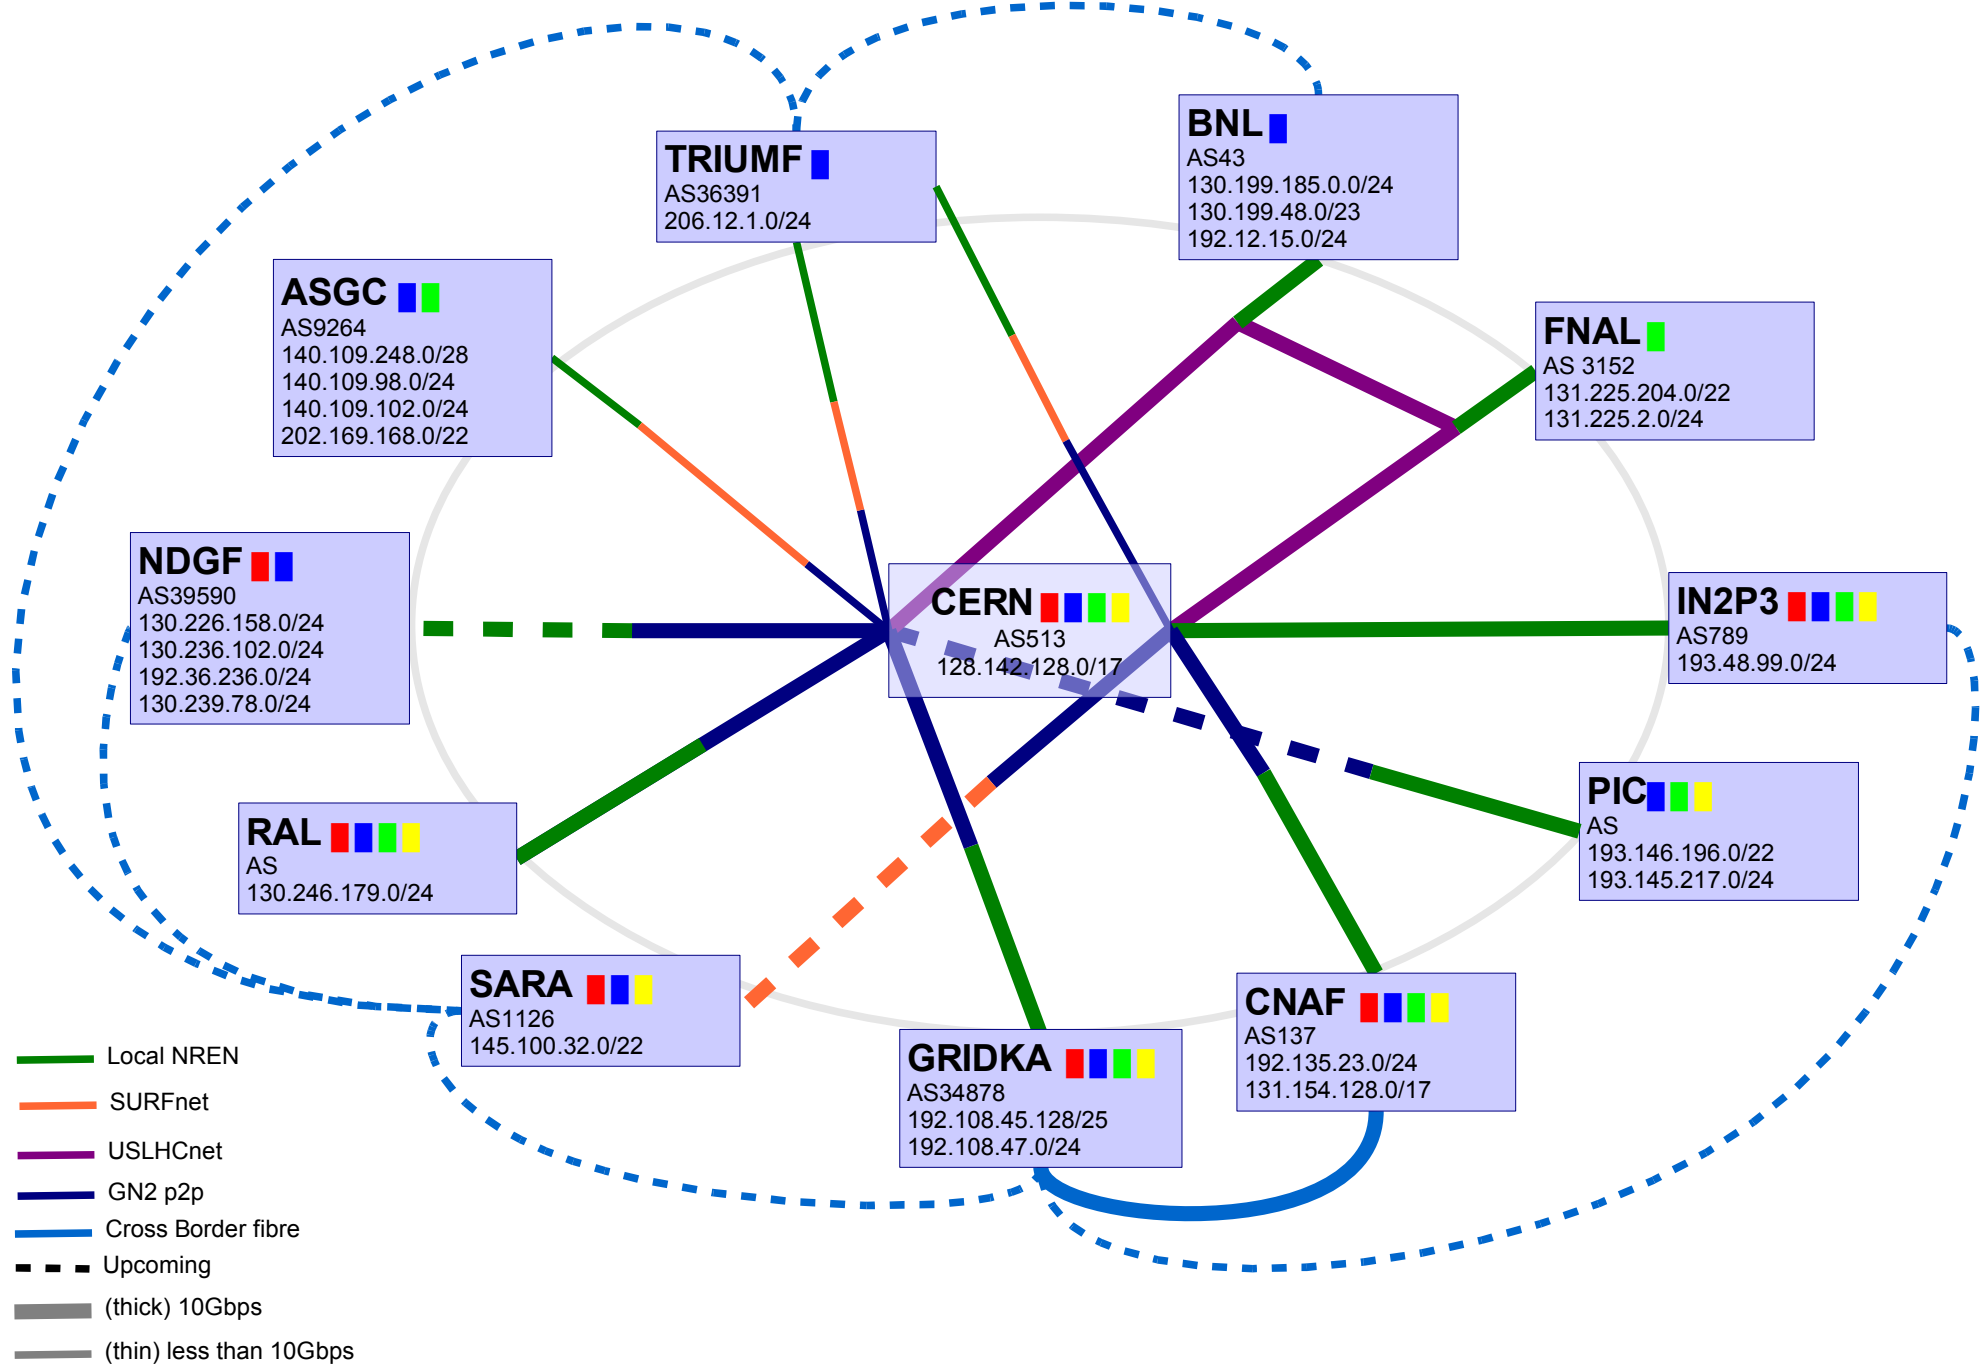 BNL
AS43
130.199.185.0.0/24
130.199.48.0/23
192.12.15.0/24
TRIUMF
AS36391
206.12.1.0/24
ASGC
AS9264
140.109.248.0/28
140.109.98.0/24
140.109.102.0/24
202.169.168.0/22
FNAL
AS 3152
131.225.204.0/22
131.225.2.0/24
NDGF
AS39590
130.226.158.0/24
130.236.102.0/24
192.36.236.0/24
130.239.78.0/24
CERN
AS513
128.142.128.0/17
IN2P3
AS789
193.48.99.0/24
PIC
AS
193.146.196.0/22
193.145.217.0/24
RAL
AS
130.246.179.0/24
SARA
AS1126
145.100.32.0/22
GRIDKA
AS34878
192.108.45.128/25
192.108.47.0/24
CNAF
AS137
192.135.23.0/24
131.154.128.0/17
Local NREN
SURFnet
USLHCnet
GN2 p2p
Cross Border fibre
Upcoming
(thick) 10Gbps
(thin) less than 10Gbps